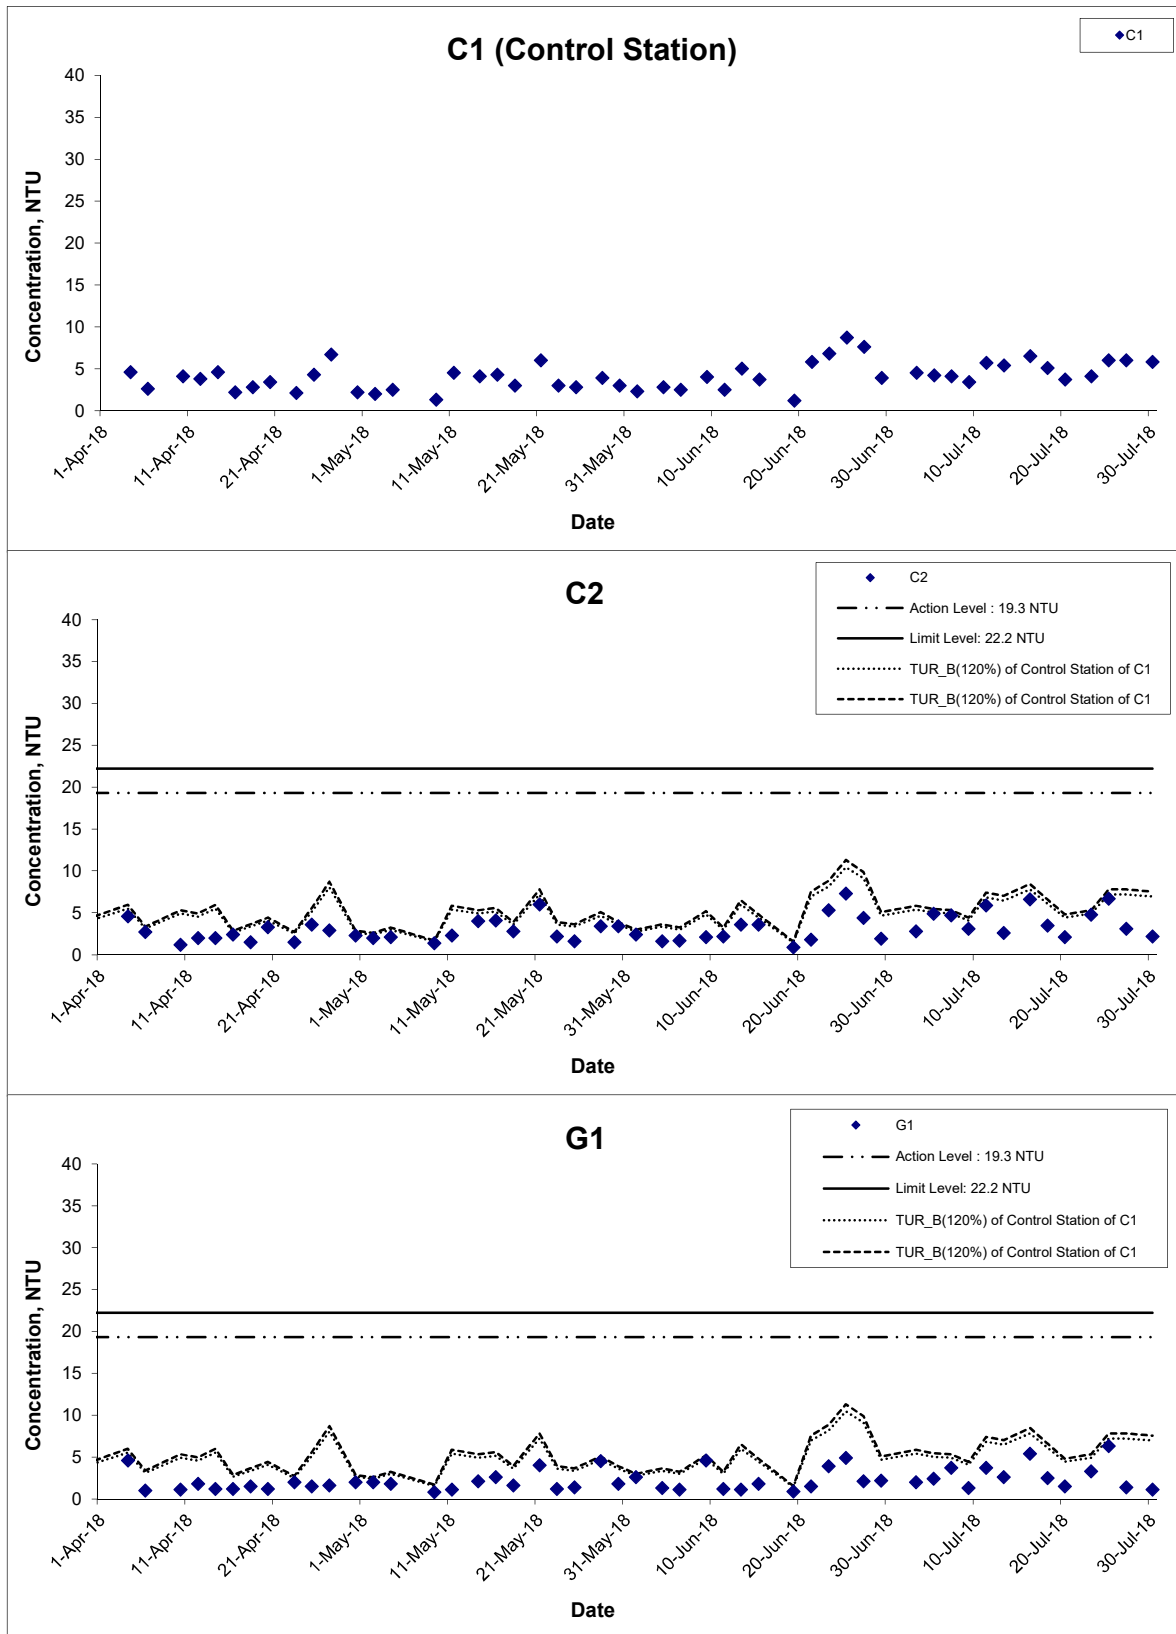 C1 (Control Station)
C1
Concentration, NTU
40
35
30
25
20
15
10
5
0
1-Apr-18
11-Apr-18
21-Apr-18
1-May-18
11-May-18
21-May-18
31-May-18
10-Jun-18
20-Jun-18
30-Jun-18
10-Jul-18
20-Jul-18
30-Jul-18
Date
C2
C2
Action Level : 19.3 NTU
Limit Level: 22.2 NTU
TUR_B(120%) of Control Station of C1
TUR_B(120%) of Control Station of C1
Concentration, NTU
40
35
30
25
20
15
10
5
0
1-Apr-18
11-Apr-18
21-Apr-18
1-May-18
11-May-18
21-May-18
31-May-18
10-Jun-18
20-Jun-18
30-Jun-18
10-Jul-18
20-Jul-18
30-Jul-18
Date
G1
G1
Action Level : 19.3 NTU
Limit Level: 22.2 NTU
TUR_B(120%) of Control Station of C1
TUR_B(120%) of Control Station of C1
Concentration, NTU
40
35
30
25
20
15
10
5
0
1-Apr-18
11-Apr-18
21-Apr-18
1-May-18
11-May-18
21-May-18
31-May-18
10-Jun-18
20-Jun-18
30-Jun-18
10-Jul-18
20-Jul-18
30-Jul-18
Date